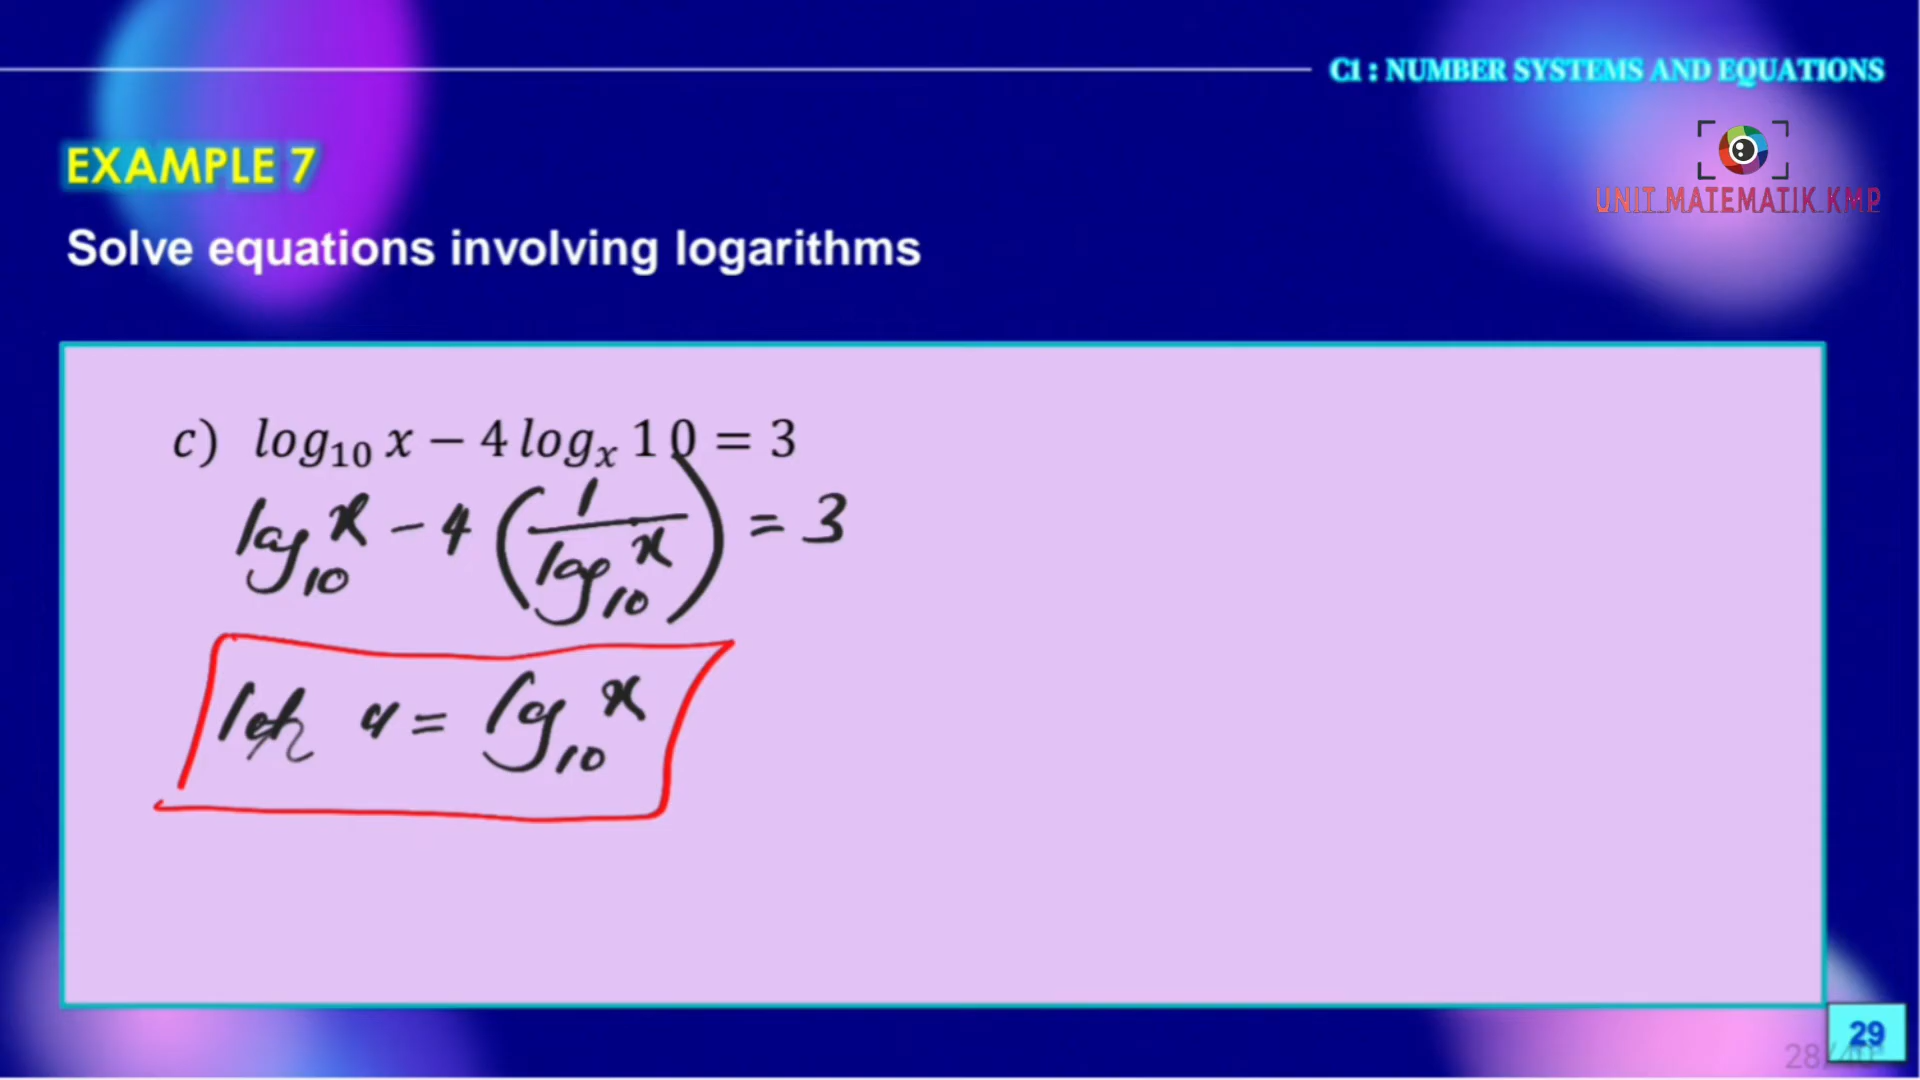 C1 : NUMBER SYSTEMS AND EQUATIONS
EXAMPLE 7
UNIT MATEMATIK KMP
Solve equations involving logarithms
c) log₁₀ x − 4 logₓ 10 = 3
log₁₀ x − 4 (1 / log₁₀ x) = 3
let u = log₁₀ x
29